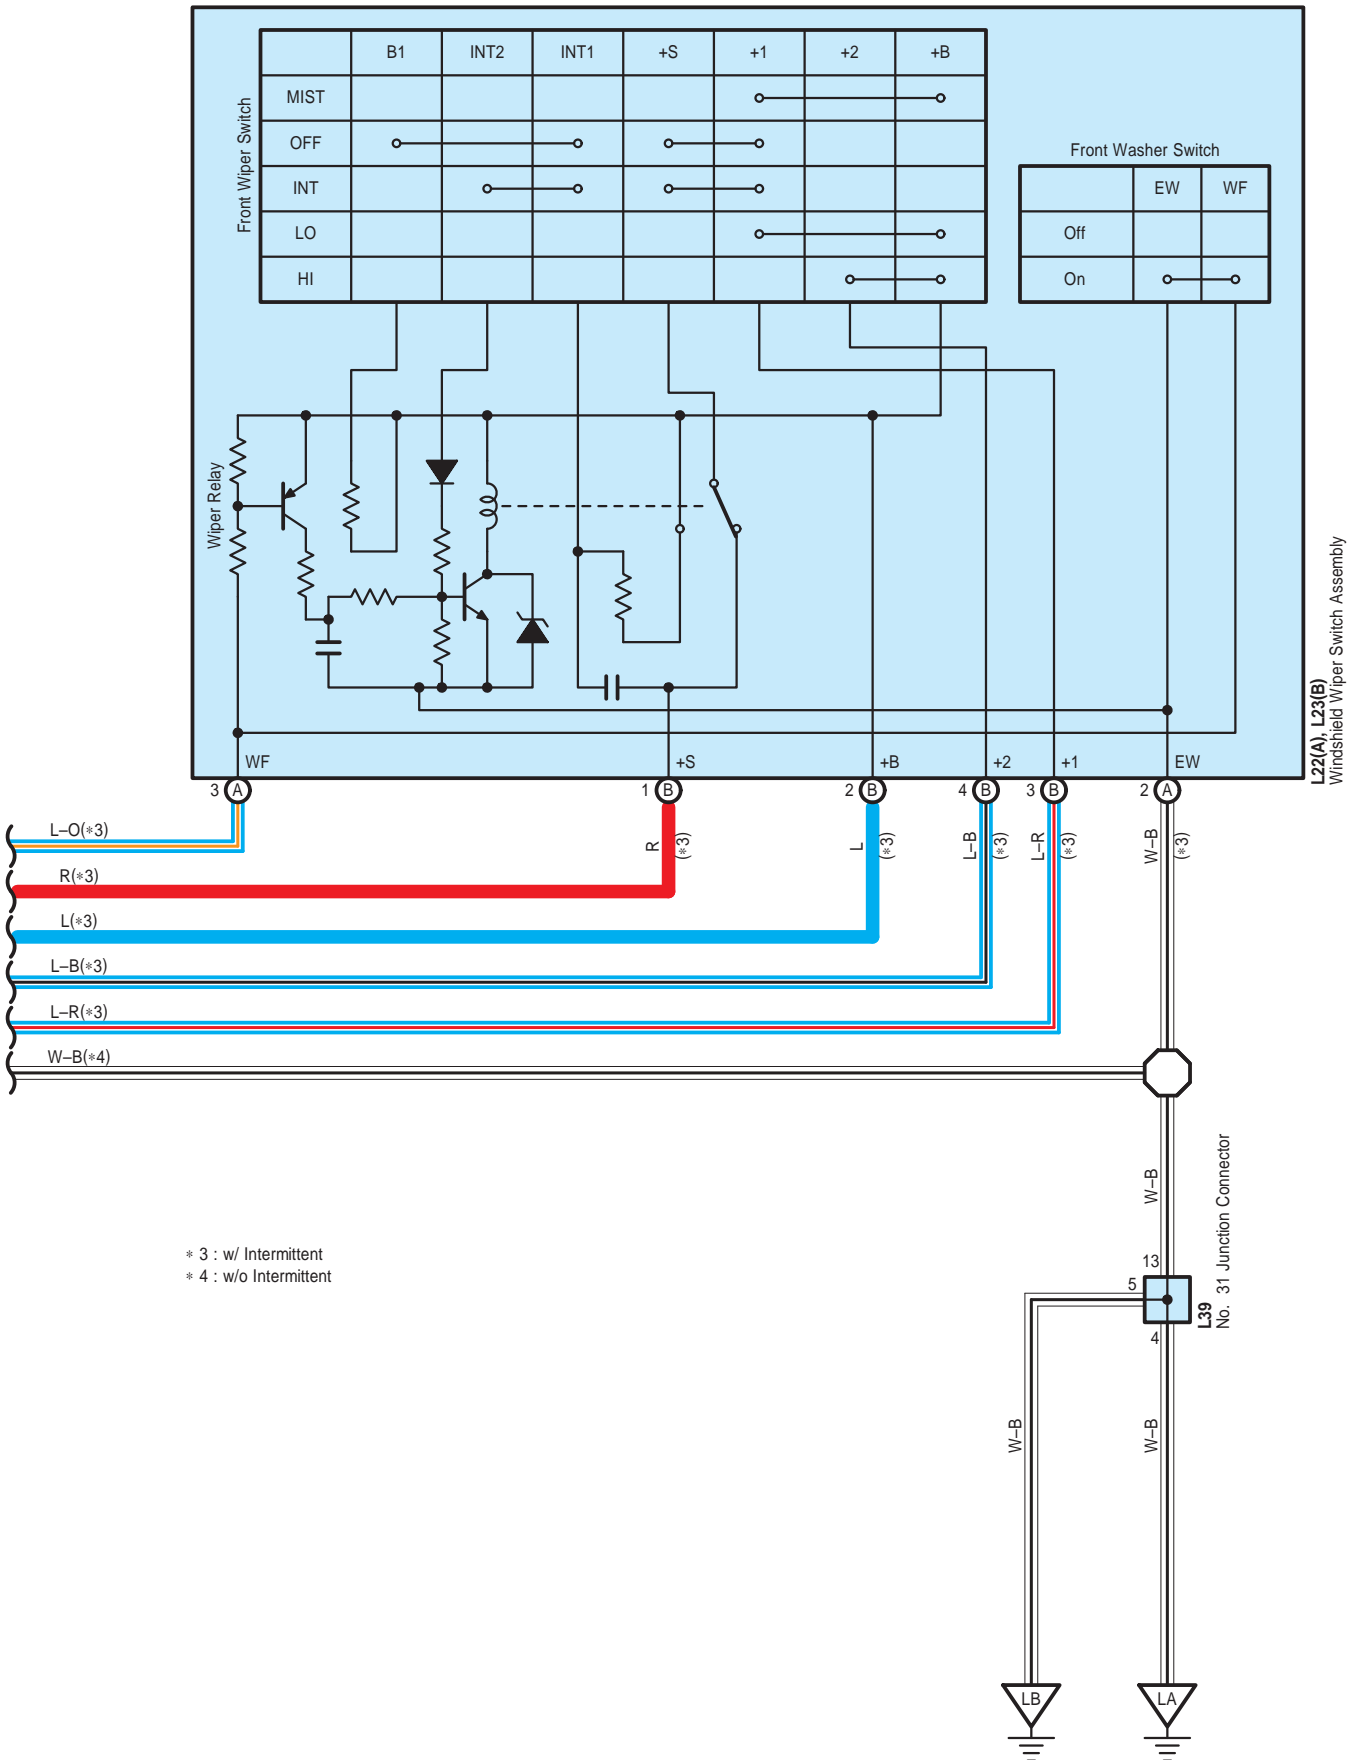 B1 INT2 INT1 +S +1 +2 +B
MIST
OFF
INT
LO
HI
Front Wiper Switch
Front Washer Switch
EW WF
Off
On
Wiper Relay
WF +S +B +2 +1 EW
3 A 1 B 2 B 4 B 3 B 2 A
L22(A), L23(B)
Windshield Wiper Switch Assembly
L–O(∗3)
R (∗3)
L (∗3)
L–B (∗3)
L–R (∗3)
W–B (∗3)
R(∗3)
L(∗3)
L–B(∗3)
L–R(∗3)
W–B(∗4)
W–B
∗ 3 : w/ Intermittent
∗ 4 : w/o Intermittent
13
5
4
L39
No. 31 Junction Connector
W–B
W–B
LB
LA